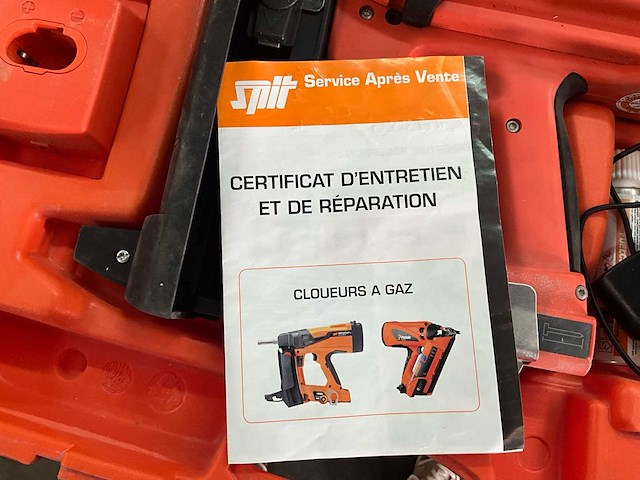 spit Service Après Vente
CERTIFICAT D'ENTRETIEN
ET DE RÉPARATION
CLOUEURS A GAZ